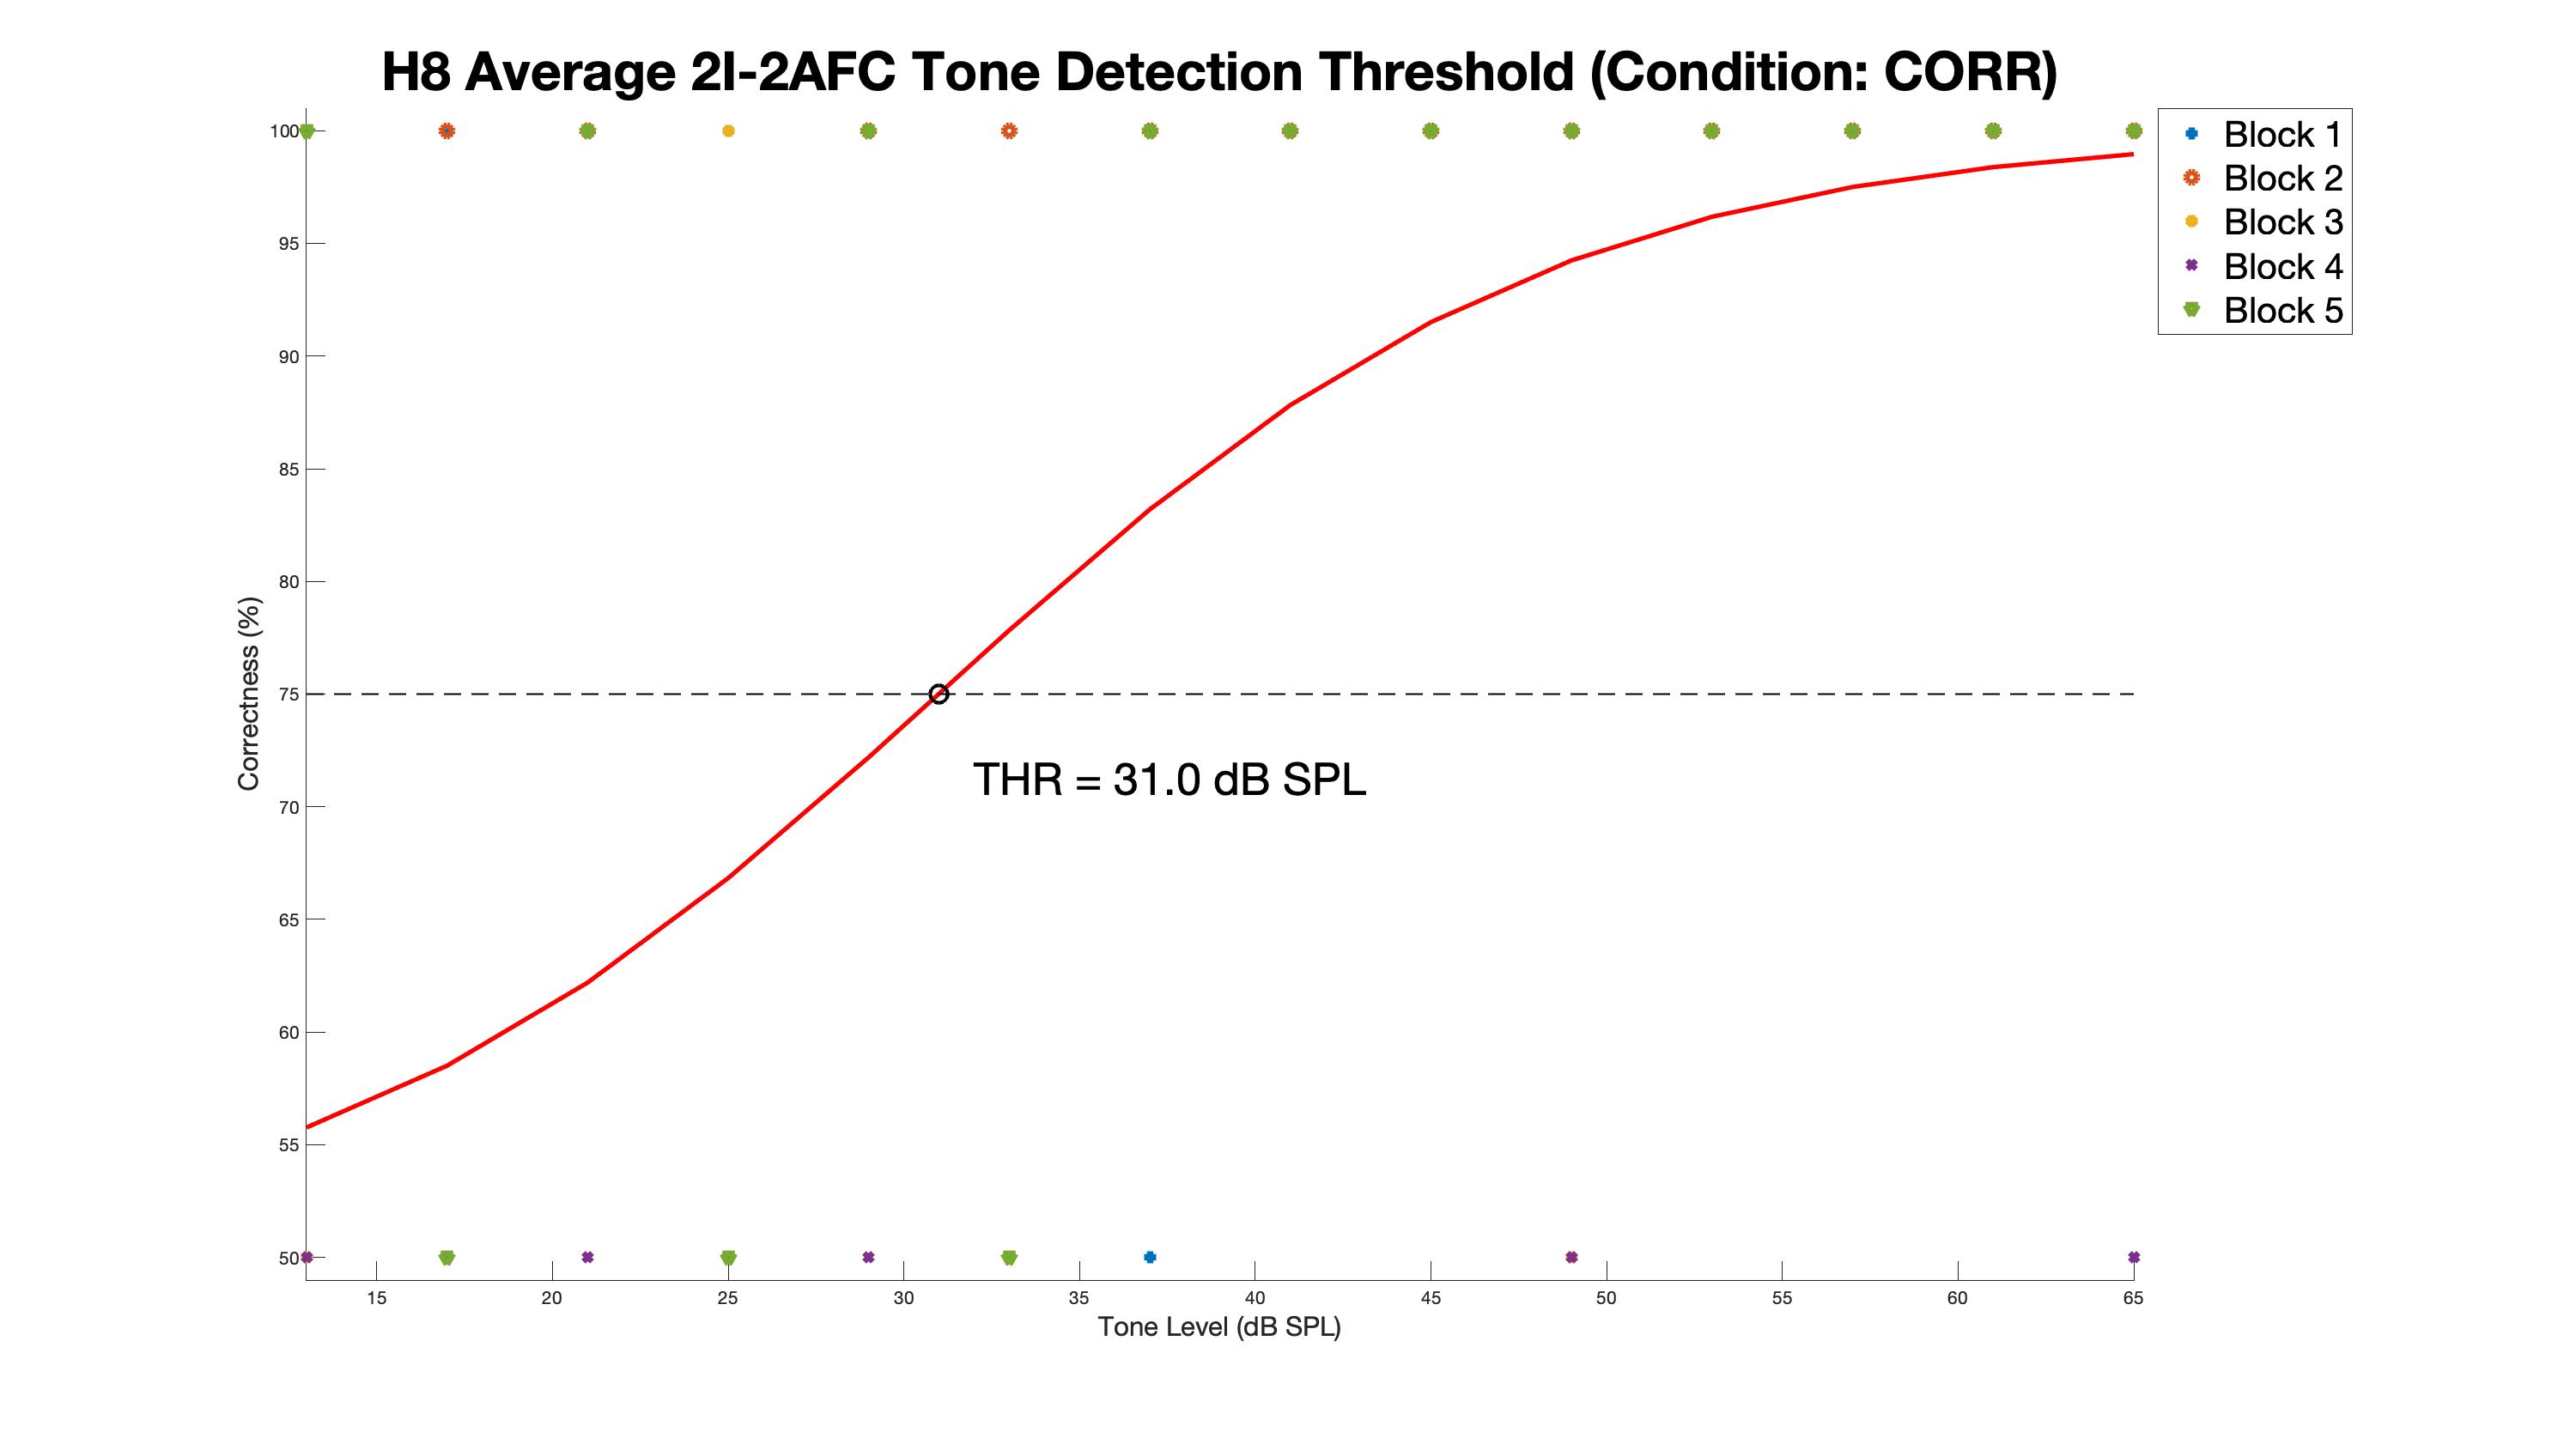 H8 Average 2I-2AFC Tone Detection Threshold (Condition: CORR)
100
95
90
85
80
75
70
65
60
55
50
Correctness (%)
THR = 31.0 dB SPL
15 20 25 30 35 40 45 50 55 60 65
Tone Level (dB SPL)
Block 1
Block 2
Block 3
Block 4
Block 5